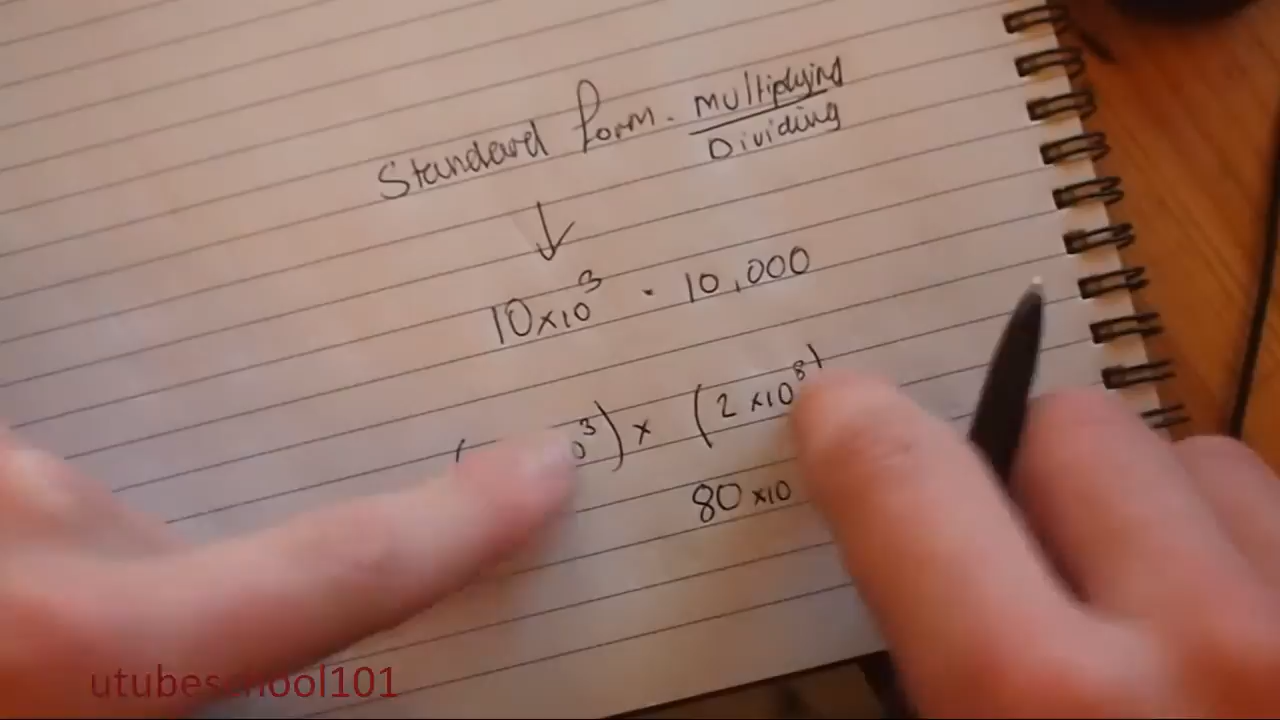 Standard form. multiplying
Dividing
10×10³ · 10,000
( 0³) × (2×10⁸)
80×10
utubeschool101